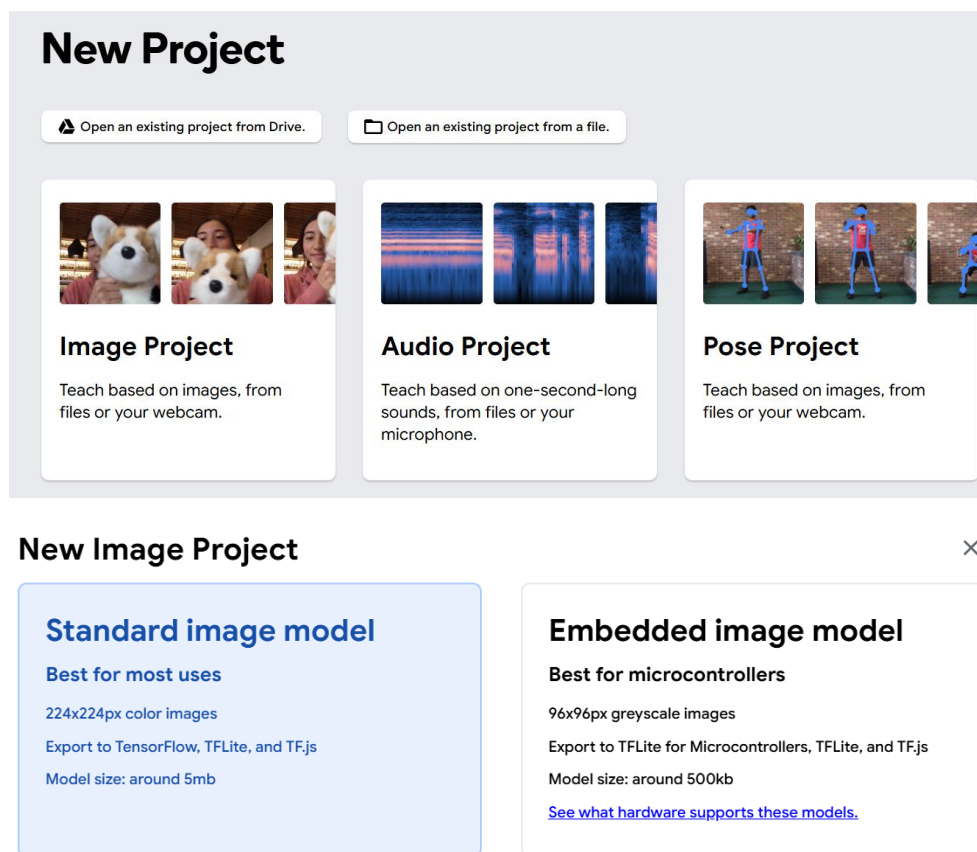 New Project
Open an existing project from Drive.
Open an existing project from a file.
Image Project
Teach based on images, from
files or your webcam.
Audio Project
Teach based on one-second-long
sounds, from files or your
microphone.
Pose Project
Teach based on images, from
files or your webcam.
New Image Project
Standard image model
Best for most uses
224x224px color images
Export to TensorFlow, TFLite, and TF.js
Model size: around 5mb
Embedded image model
Best for microcontrollers
96x96px greyscale images
Export to TFLite for Microcontrollers, TFLite, and TF.js
Model size: around 500kb
See what hardware supports these models.